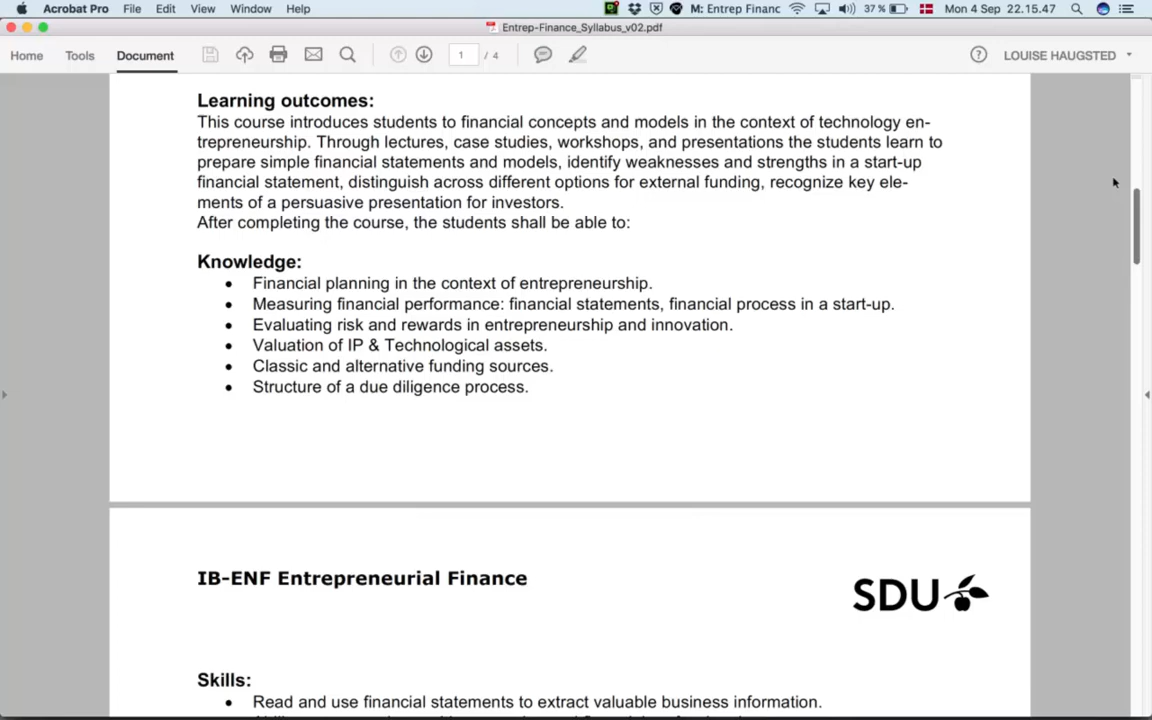 Acrobat Pro File Edit View Window Help M: Entrep Financ 37 % Mon 4 Sep 22.15.47
Entrep-Finance_Syllabus_v02.pdf
Home Tools Document 1 / 4 LOUISE HAUGSTED
Learning outcomes:
This course introduces students to financial concepts and models in the context of technology en-
trepreneurship. Through lectures, case studies, workshops, and presentations the students learn to
prepare simple financial statements and models, identify weaknesses and strengths in a start-up
financial statement, distinguish across different options for external funding, recognize key ele-
ments of a persuasive presentation for investors.
After completing the course, the students shall be able to:
Knowledge:
• Financial planning in the context of entrepreneurship.
• Measuring financial performance: financial statements, financial process in a start-up.
• Evaluating risk and rewards in entrepreneurship and innovation.
• Valuation of IP & Technological assets.
• Classic and alternative funding sources.
• Structure of a due diligence process.
IB-ENF Entrepreneurial Finance
SDU
Skills:
• Read and use financial statements to extract valuable business information.